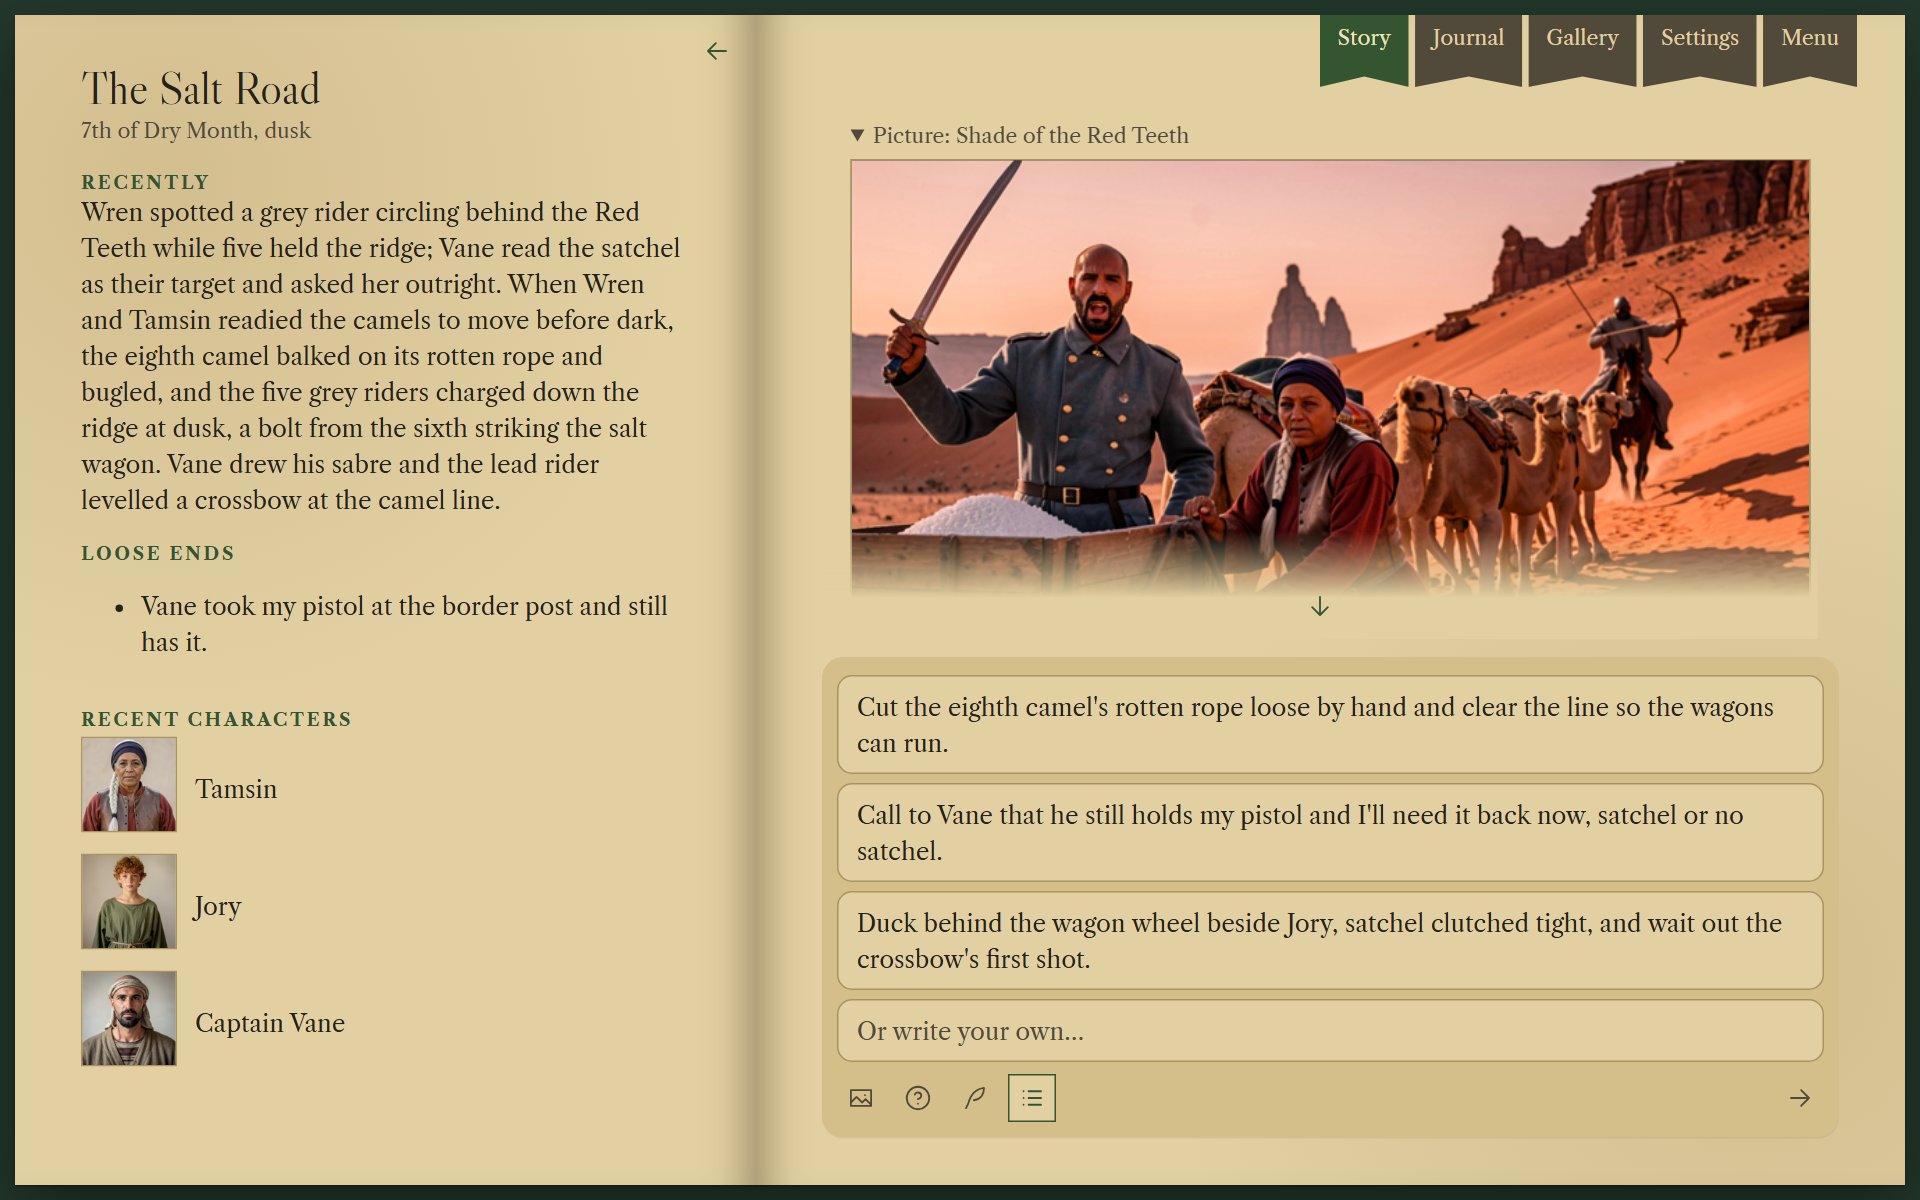 The Salt Road
7th of Dry Month, dusk
RECENTLY
Wren spotted a grey rider circling behind the Red
Teeth while five held the ridge; Vane read the satchel
as their target and asked her outright. When Wren
and Tamsin readied the camels to move before dark,
the eighth camel balked on its rotten rope and
bugled, and the five grey riders charged down the
ridge at dusk, a bolt from the sixth striking the salt
wagon. Vane drew his sabre and the lead rider
levelled a crossbow at the camel line.
LOOSE ENDS
• Vane took my pistol at the border post and still
has it.
RECENT CHARACTERS
Tamsin
Jory
Captain Vane
Story
Journal
Gallery
Settings
Menu
▼ Picture: Shade of the Red Teeth
Cut the eighth camel's rotten rope loose by hand and clear the line so the wagons
can run.
Call to Vane that he still holds my pistol and I'll need it back now, satchel or no
satchel.
Duck behind the wagon wheel beside Jory, satchel clutched tight, and wait out the
crossbow's first shot.
Or write your own...